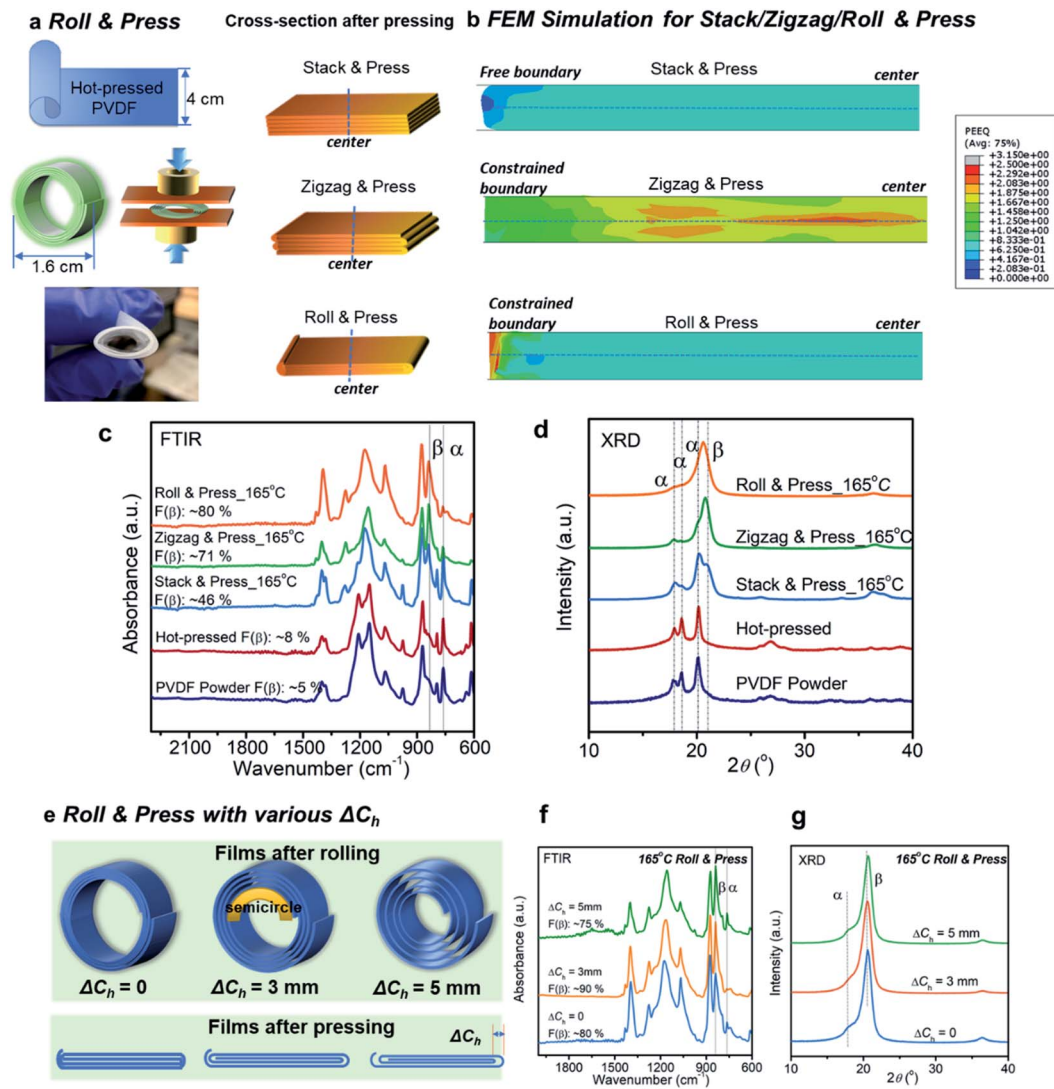 a Roll & Press
Hot-pressed
PVDF
4 cm
1.6 cm
Cross-section after pressing
Stack & Press
center
Zigzag & Press
center
Roll & Press
center
b FEM Simulation for Stack/Zigzag/Roll & Press
Free boundary
Stack & Press
center
Constrained
boundary
Zigzag & Press
center
Constrained
boundary
Roll & Press
center
PEEQ
(Avg: 75%)
+3.150e+00
+2.500e+00
+2.292e+00
+2.083e+00
+1.875e+00
+1.667e+00
+1.458e+00
+1.250e+00
+1.042e+00
+8.333e-01
+6.250e-01
+4.167e-01
+2.083e-01
+0.000e+00
c
FTIR
β α
Roll & Press_165°C
F(β): ~80 %
Zigzag & Press_165°C
F(β): ~71 %
Stack & Press_165°C
F(β): ~46 %
Hot-pressed F(β): ~8 %
PVDF Powder F(β): ~5 %
Absorbance (a.u.)
2100 1800 1500 1200 900 600
Wavenumber (cm⁻¹)
d
XRD
α α α β
Roll & Press_165°C
Zigzag & Press_165°C
Stack & Press_165°C
Hot-pressed
PVDF Powder
Intensity (a.u.)
10 20 30 40
2θ (°)
e Roll & Press with various ΔCₕ
Films after rolling
semicircle
ΔCₕ = 0
ΔCₕ = 3 mm
ΔCₕ = 5 mm
Films after pressing
ΔCₕ
f
FTIR
165°C Roll & Press
β α
ΔCₕ = 5mm
F(β): ~75 %
ΔCₕ = 3mm
F(β): ~90 %
ΔCₕ = 0
F(β): ~80 %
Absorbance (a.u.)
1800 1500 1200 900 600
Wavenumber (cm⁻¹)
g
XRD
165°C Roll & Press
α
β
ΔCₕ = 5 mm
ΔCₕ = 3 mm
ΔCₕ = 0
Intensity (a.u.)
10 20 30 40
2θ (°)